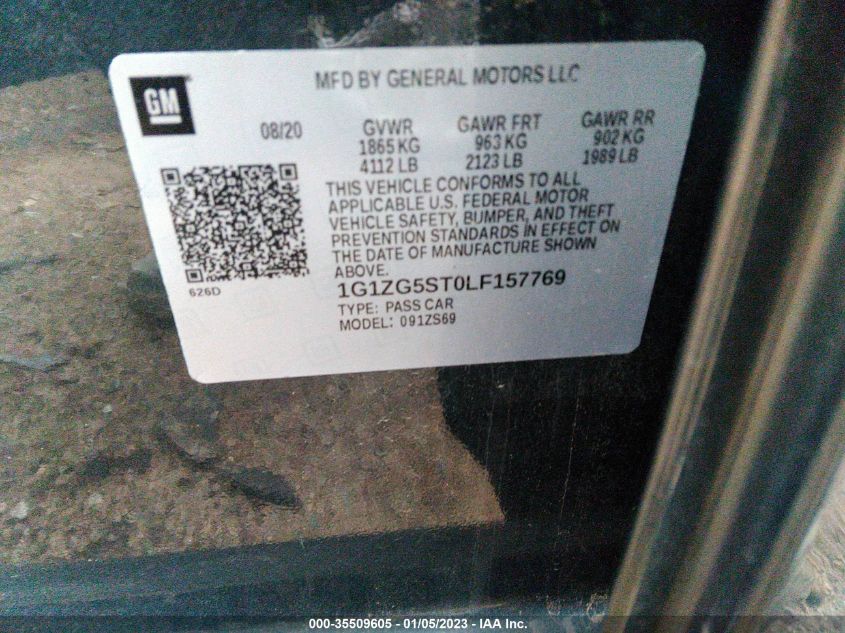 GM
MFD BY GENERAL MOTORS LLC
08/20
GVWR
1865 KG
4112 LB
GAWR FRT
963 KG
2123 LB
GAWR RR
902 KG
1989 LB
THIS VEHICLE CONFORMS TO ALL
APPLICABLE U.S. FEDERAL MOTOR
VEHICLE SAFETY, BUMPER, AND THEFT
PREVENTION STANDARDS IN EFFECT ON
THE DATE OF MANUFACTURE SHOWN
ABOVE.
626D
1G1ZG5ST0LF157769
TYPE: PASS CAR
MODEL: 091ZS69
000-35509605 - 01/05/2023 - IAA Inc.